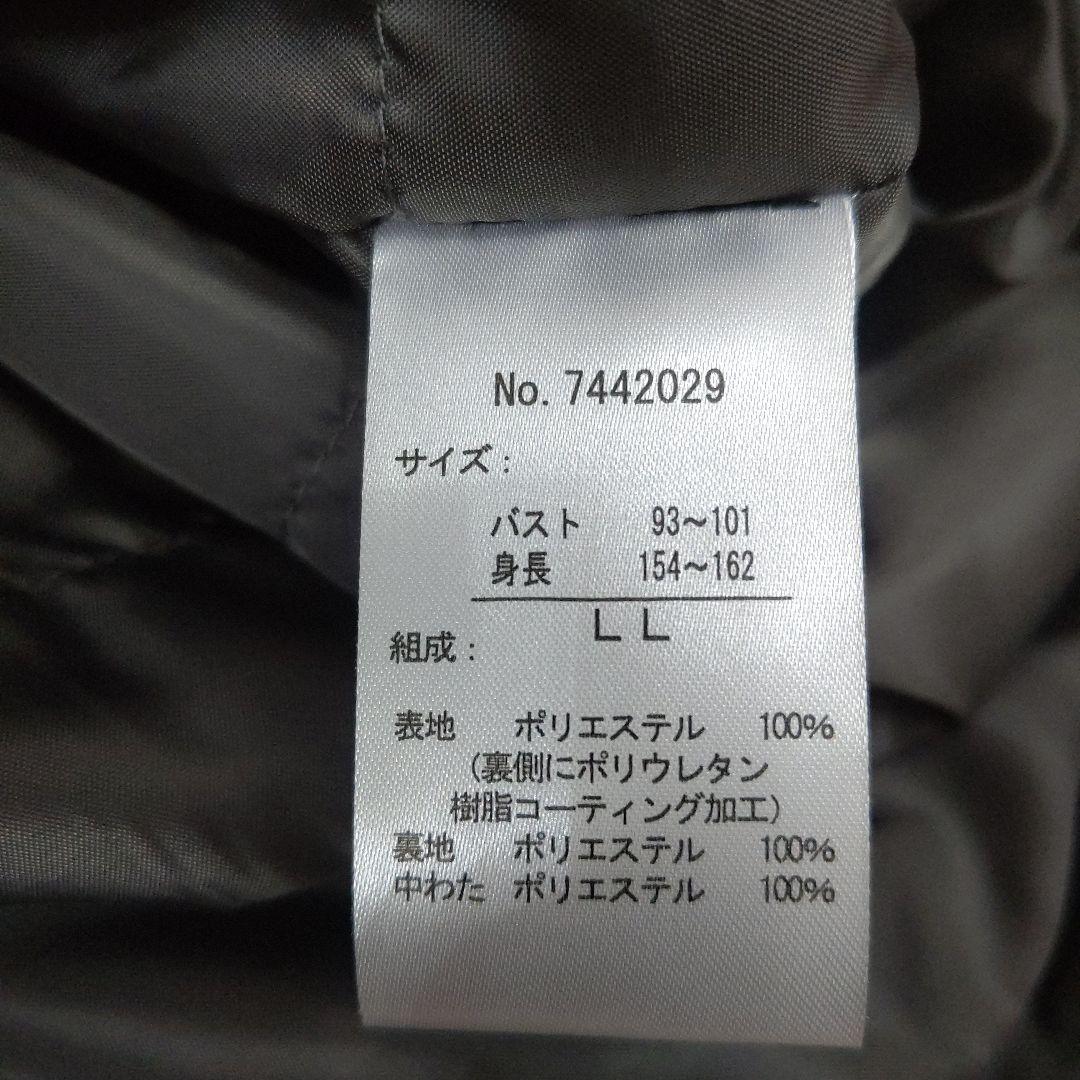 No. 7442029
サイズ：
バスト 93～101
身長 154～162
LL
組成：
表地 ポリエステル 100%
（裏側にポリウレタン
樹脂コーティング加工）
裏地 ポリエステル 100%
中わた ポリエステル 100%